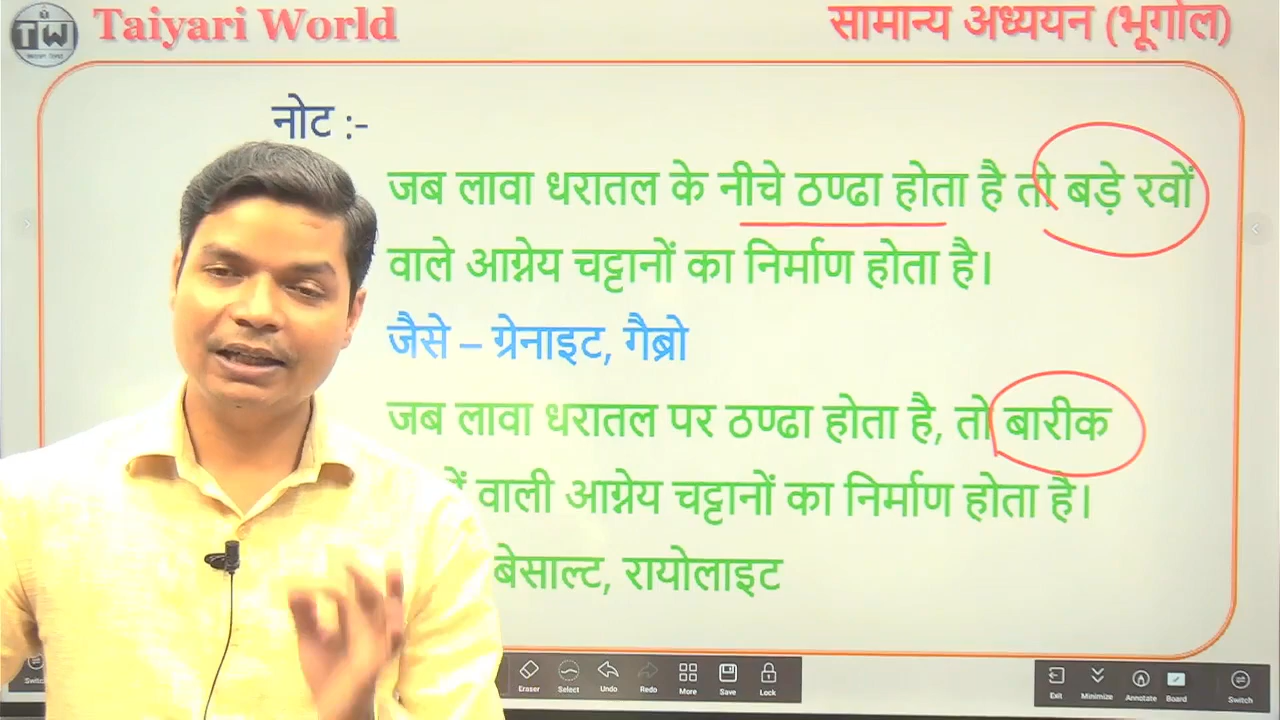 TW
Taiyari World
सामान्य अध्ययन (भूगोल)
नोट :-
जब लावा धरातल के नीचे ठण्ढा होता है तो बड़े रवों
वाले आग्नेय चट्टानों का निर्माण होता है।
जैसे – ग्रेनाइट, गैब्रो
जब लावा धरातल पर ठण्ढा होता है, तो बारीक
वाली आग्नेय चट्टानों का निर्माण होता है।
बेसाल्ट, रायोलाइट
Eraser Select Undo Redo More Save Lock
Exit Minimize Annotate Board Switch